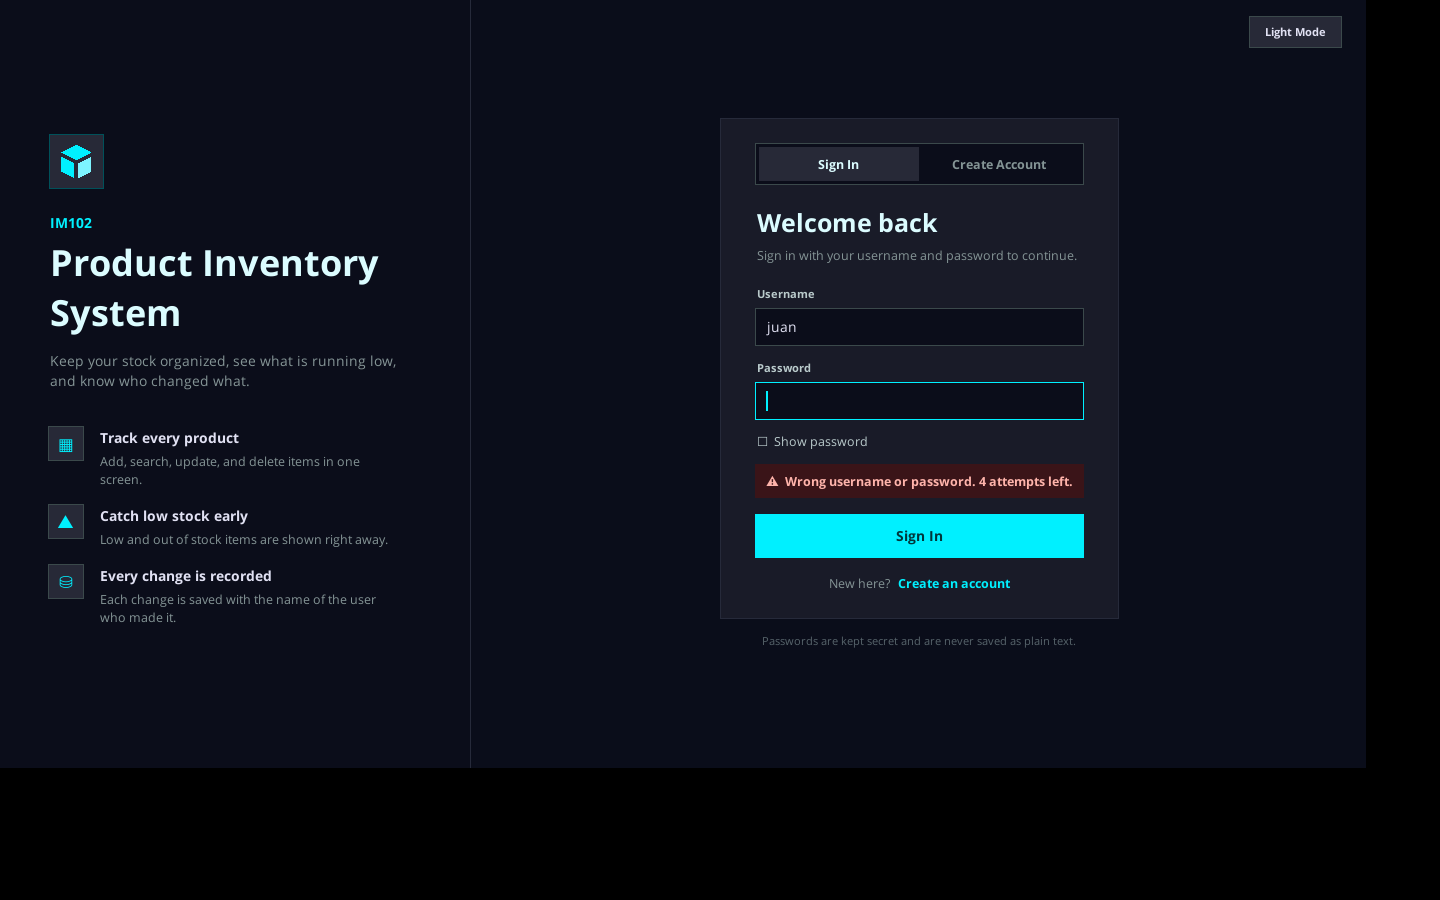 Light Mode
IM102
Product Inventory
System
Keep your stock organized, see what is running low,
and know who changed what.
Track every product
Add, search, update, and delete items in one
screen.
Catch low stock early
Low and out of stock items are shown right away.
Every change is recorded
Each change is saved with the name of the user
who made it.
Sign In
Create Account
Welcome back
Sign in with your username and password to continue.
Username
juan
Password
Show password
Wrong username or password. 4 attempts left.
Sign In
New here? Create an account
Passwords are kept secret and are never saved as plain text.